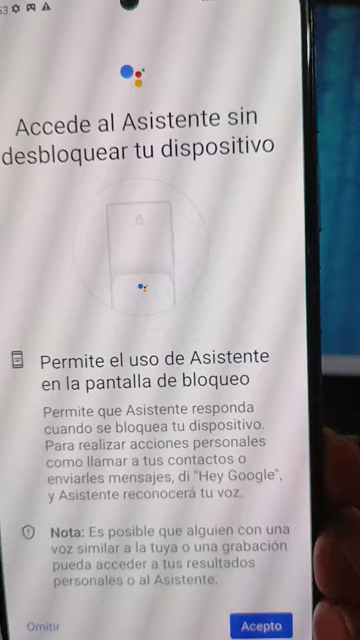 Accede al Asistente sin
desbloquear tu dispositivo
Permite el uso de Asistente
en la pantalla de bloqueo
Permite que Asistente responda
cuando se bloquea tu dispositivo.
Para realizar acciones personales
como llamar a tus contactos o
enviarles mensajes, di "Hey Google",
y Asistente reconocerá tu voz.
Nota: Es posible que alguien con una
voz similar a la tuya o una grabación
pueda acceder a tus resultados
personales o al Asistente.
Omitir
Acepto